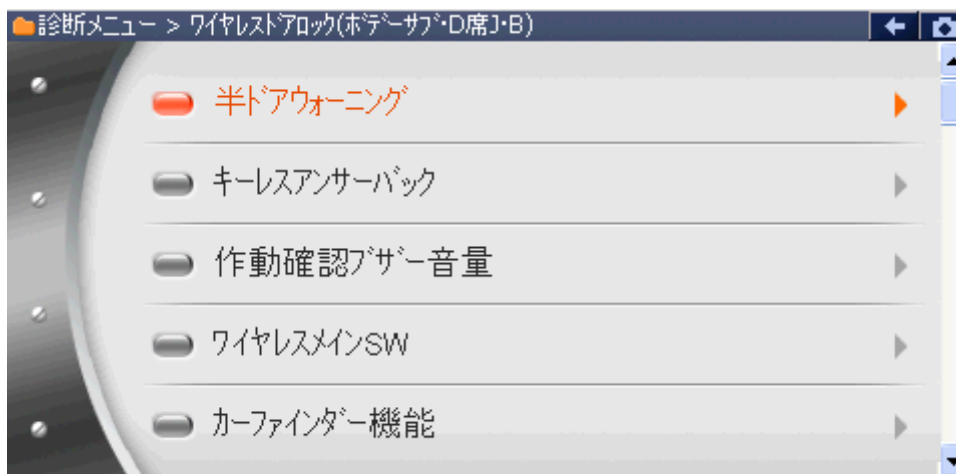 診断メニュー > ﾜｲﾔﾚｽﾄﾞｱﾛｯｸ(ﾎﾞﾃﾞｰｻﾌﾞ･D席J･B)
半ﾄﾞｱｳｫｰﾆﾝｸﾞ
ｷｰﾚｽｱﾝｻｰﾊﾞｯｸ
作動確認ﾌﾞｻﾞｰ音量
ﾜｲﾔﾚｽﾒｲﾝSW
ｶｰﾌｧｲﾝﾀﾞｰ機能